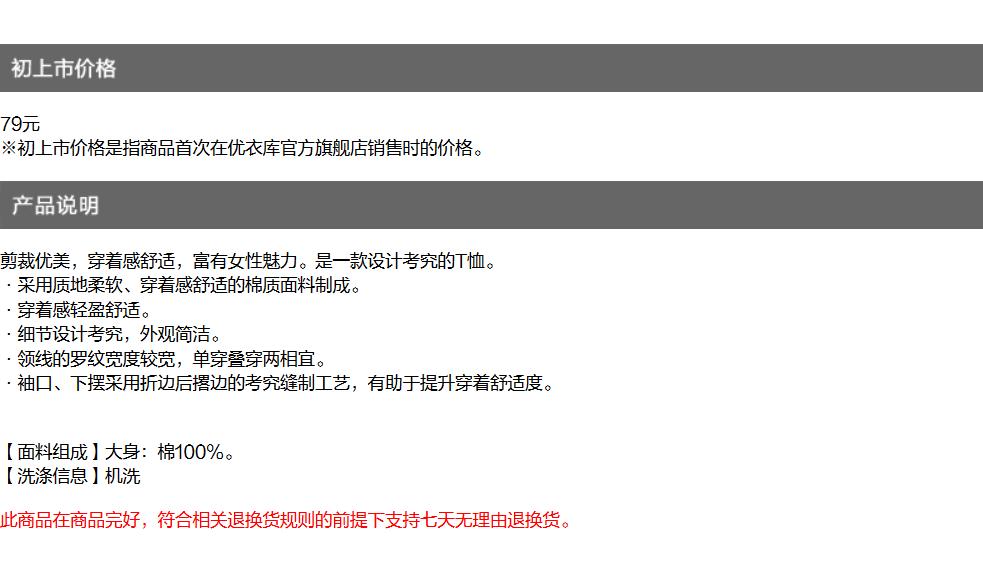 初上市价格
79元
※初上市价格是指商品首次在优衣库官方旗舰店销售时的价格。
产品说明
剪裁优美，穿着感舒适，富有女性魅力。是一款设计考究的T恤。
·采用质地柔软、穿着感舒适的棉质面料制成。
·穿着感轻盈舒适。
·细节设计考究，外观简洁。
·领线的罗纹宽度较宽，单穿叠穿两相宜。
·袖口、下摆采用折边后撂边的考究缝制工艺，有助于提升穿着舒适度。
【面料组成】大身：棉100%。
【洗涤信息】机洗
此商品在商品完好，符合相关退换货规则的前提下支持七天无理由退换货。